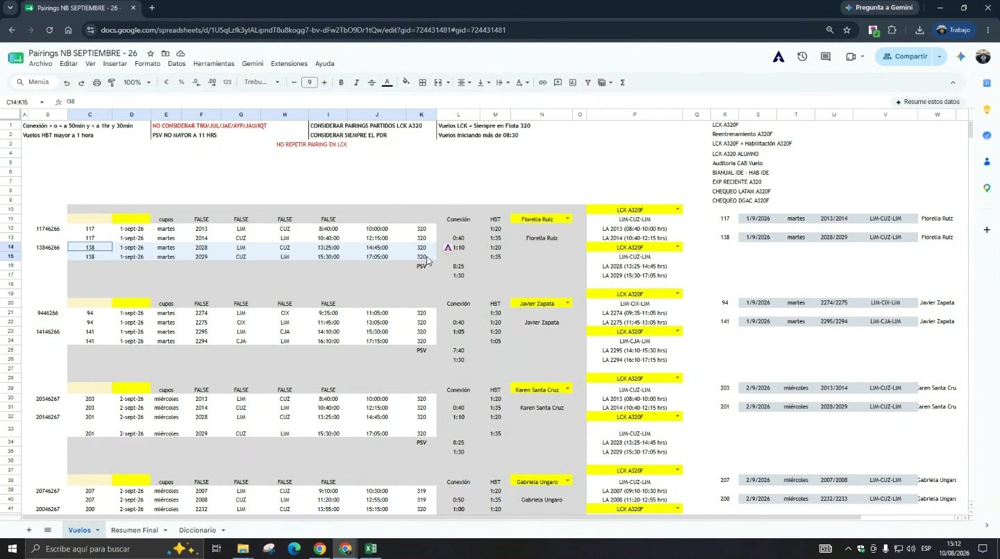 Pairings NB SEPTIEMBRE - 26 -
Pregunta a Gemini
docs.google.com/spreadsheets/d/1U5qLzfk3ylALipndT8u8kogg7-bv-dFw2TbO9Dr1tQw/edit?gid=724431481#gid=724431481
Trabajo
Pairings NB SEPTIEMBRE - 26
Archivo Editar Ver Insertar Formato Datos Herramientas Gemini Extensiones Ayuda
Compartir
Menús 100% € % 123 Trebu... 9 B I A Σ
C14:K15 fx 138
Resume estos datos
A B C D E F G H I J K L M N O P Q R S T U V W
1 Conexión > o = a 50min y < a 1hr y 30min NO CONSIDERAR TRU/JUL/JAE/AYP/JAU/IQT CONSIDERAR PAIRINGS PARTIDOS LCK A320 Vuelos LCK = Siempre en Flota 320 LCK A320F
2 Vuelos HBT mayor a 1 hora PSV NO MAYOR A 11 HRS CONSIDERAR SIEMPRE EL PDR Vuelos iniciando más de 08:30 Reentrenamiento A320F
3 NO REPETIR PAIRING EN LCK LCK A320F + Habilitación A320F
4 LCK A320 ALUMNO
5 Auditoria CAB Vuelo
6 BIANUAL IDE - HAB IDE
7 EXP RECIENTE A320
8 CHEQUEO LATAM A320F
9 CHEQUEO DGAC A320F
10 LCK A320F
11 cupos FALSE FALSE FALSE FALSE Conexión HBT Fiorella Ruiz LIM-CUZ-LIM 117 1/9/2026 martes 2013/2014 LIM-CUZ-LIM Fiorella Ruiz
12 11746266 117 1-sept-26 martes 2013 LIM CUZ 8:40:00 10:00:00 320 1:20 LA 2013 (08:40-10:00 hrs)
13 117 1-sept-26 martes 2014 CUZ LIM 10:40:00 12:15:00 320 0:40 1:35 Fiorella Ruiz LA 2014 (10:40-12:15 hrs) 138 1/9/2026 martes 2028/2029 LIM-CUZ-LIM Fiorella Ruiz
14 13846266 138 1-sept-26 martes 2028 LIM CUZ 13:25:00 14:45:00 320 1:10 1:20 LCK A320F
15 138 1-sept-26 martes 2029 CUZ LIM 15:30:00 17:05:00 320 1:35 LIM-CUZ-LIM
16 PSV 8:25 LA 2028 (13:25-14:45 hrs)
17 1:30 LA 2029 (15:30-17:05 hrs)
18
19 LCK A320F
20 cupos FALSE FALSE FALSE FALSE Conexión HBT Javier Zapata LIM-CIX-LIM 94 1/9/2026 martes 2274/2275 LIM-CIX-LIM Javier Zapata
21 9446266 94 1-sept-26 martes 2274 LIM CIX 9:35:00 11:05:00 320 1:30 LA 2274 (09:35-11:05 hrs)
22 94 1-sept-26 martes 2275 CIX LIM 11:45:00 13:05:00 320 0:40 1:20 Javier Zapata LA 2275 (11:45-13:05 hrs) 141 1/9/2026 martes 2295/2294 LIM-CJA-LIM Javier Zapata
23 14146266 141 1-sept-26 martes 2295 LIM CJA 14:10:00 15:30:00 320 1:05 1:20 LCK A320F
24 141 1-sept-26 martes 2294 CJA LIM 16:10:00 17:15:00 320 1:05 LIM-CJA-LIM
25 PSV 7:40 LA 2295 (14:10-15:30 hrs)
26 1:30 LA 2294 (16:10-17:15 hrs)
27
28 LCK A320F
29 cupos FALSE FALSE FALSE FALSE Conexión HBT Karen Santa Cruz LIM-CUZ-LIM 203 2/9/2026 miércoles 2013/2014 LIM-CUZ-LIM Karen Santa Cru
30 20346267 203 2-sept-26 miércoles 2013 LIM CUZ 8:40:00 10:00:00 320 1:20 LA 2013 (08:40-10:00 hrs)
31 203 2-sept-26 miércoles 2014 CUZ LIM 10:40:00 12:15:00 320 0:40 1:35 Karen Santa Cruz LA 2014 (10:40-12:15 hrs) 201 2/9/2026 miércoles 2028/2029 LIM-CUZ-LIM Karen Santa Cru
32 20146267 201 2-sept-26 miércoles 2028 LIM CUZ 13:25:00 14:45:00 320 1:10 1:20 LCK A320F
33 201 2-sept-26 miércoles 2029 CUZ LIM 15:30:00 17:05:00 320 1:35 LIM-CUZ-LIM
34 PSV 8:25 LA 2028 (13:25-14:45 hrs)
35 1:30 LA 2029 (15:30-17:05 hrs)
36
37 LCK A320F
38 cupos FALSE FALSE FALSE FALSE Conexión HBT Gabriela Ungaro LIM-CUZ-LIM 207 2/9/2026 miércoles 2007/2008 LIM-CUZ-LIM Gabriela Ungaro
39 20746267 207 2-sept-26 miércoles 2007 LIM CUZ 9:10:00 10:30:00 319 1:20 LA 2007 (09:10-10:30 hrs)
40 207 2-sept-26 miércoles 2008 CUZ LIM 11:20:00 12:55:00 319 0:50 1:35 Gabriela Ungaro LA 2008 (11:20-12:55 hrs) 200 2/9/2026 miércoles 2232/2233 LIM-CUZ-LIM Gabriela Ungaro
41 20046267 200 2-sept-26 miércoles 2232 LIM CUZ 13:55:00 15:15:00 320 1:00 1:20 LCK A320F
Vuelos Resumen Final Diccionario
Escribe aquí para buscar
ESP
15:12
10/08/2026